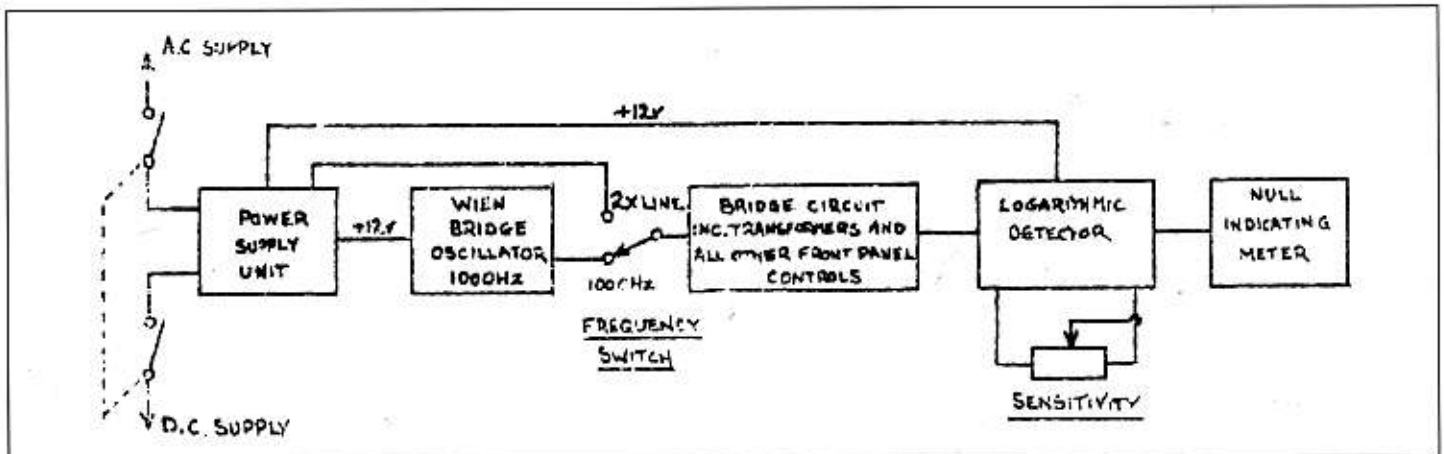 A.C SUPPLY
+12v
POWER
SUPPLY
UNIT
+12v
WIEN
BRIDGE
OSCILLATOR
1000HZ
2X LINE
1000HZ
FREQUENCY
SWITCH
BRIDGE CIRCUIT
INC. TRANSFORMERS AND
ALL OTHER FRONT PANEL
CONTROLS
LOGARITHMIC
DETECTOR
NULL
INDICATING
METER
SENSITIVITY
D.C. SUPPLY